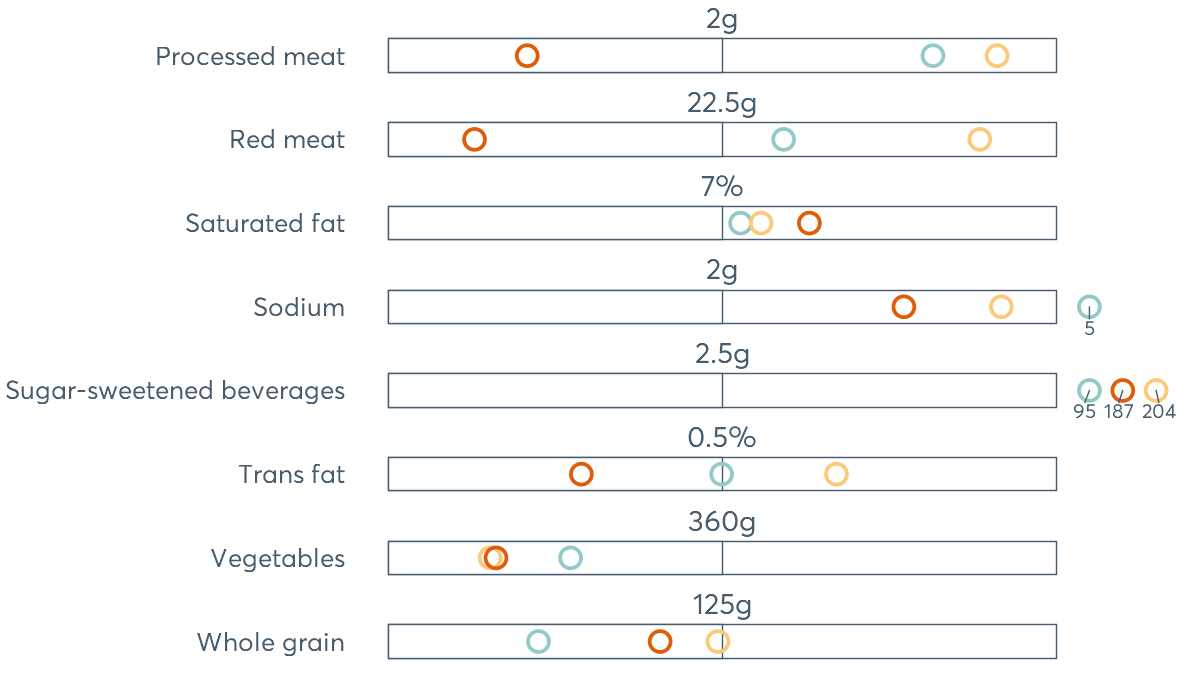 2g
Processed meat
22.5g
Red meat
7%
Saturated fat
2g
Sodium
5
2.5g
Sugar-sweetened beverages
95 187 204
0.5%
Trans fat
360g
Vegetables
125g
Whole grain